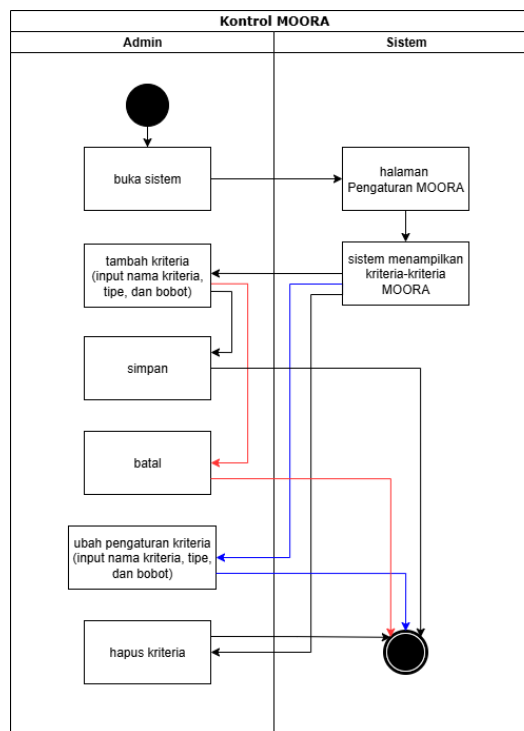 Kontrol MOORA
Admin
Sistem
buka sistem
halaman
Pengaturan MOORA
tambah kriteria
(input nama kriteria,
tipe, dan bobot)
sistem menampilkan
kriteria-kriteria
MOORA
simpan
batal
ubah pengaturan kriteria
(input nama kriteria, tipe,
dan bobot)
hapus kriteria